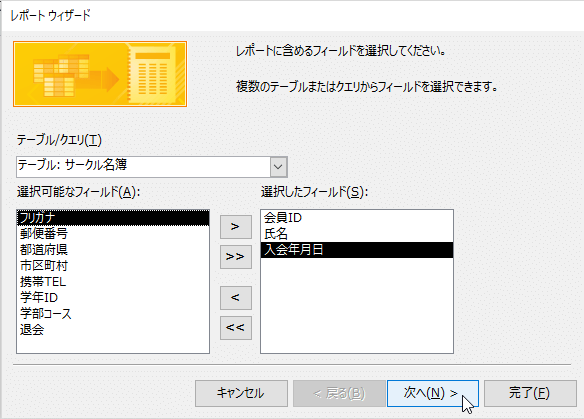 レポート ウィザード
レポートに含めるフィールドを選択してください。
複数のテーブルまたはクエリからフィールドを選択できます。
テーブル/クエリ(T)
テーブル: サークル名簿
選択可能なフィールド(A):
選択したフィールド(S):
フリガナ
郵便番号
都道府県
市区町村
携帯TEL
学年ID
学部コース
退会
>
>>
<
<<
会員ID
氏名
入会年月日
キャンセル
< 戻る(B)
次へ(N) >
完了(F)